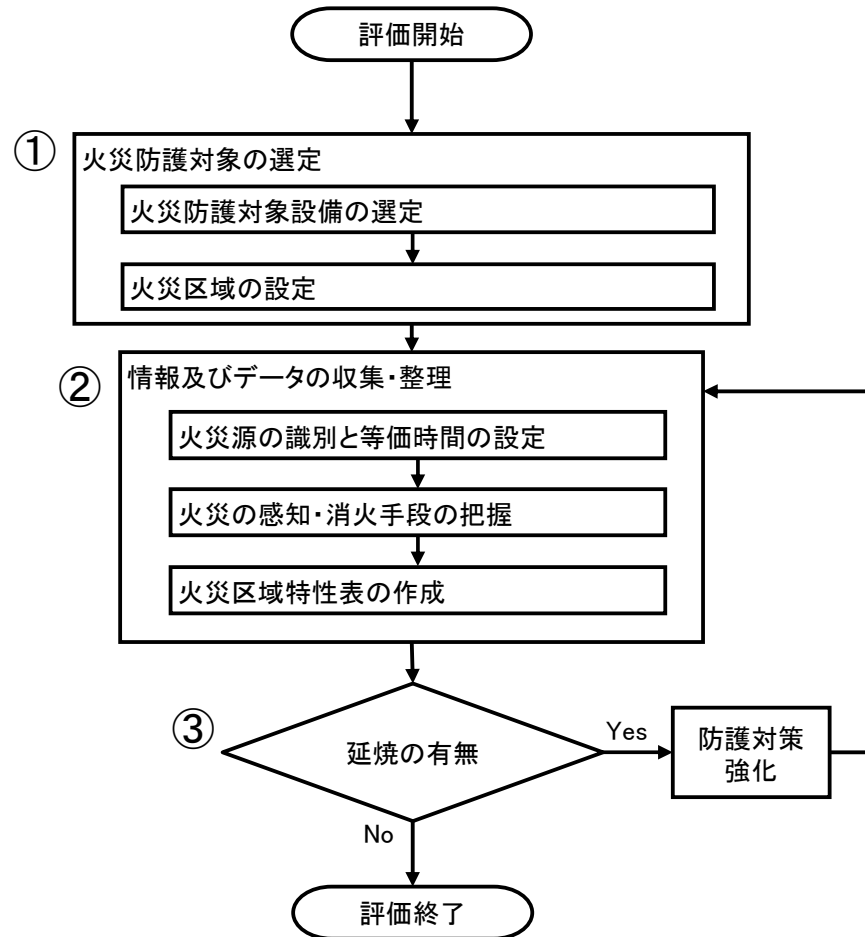 評価開始
①
火災防護対象の選定
火災防護対象設備の選定
火災区域の設定
②
情報及びデータの収集・整理
火災源の識別と等価時間の設定
火災の感知・消火手段の把握
火災区域特性表の作成
③
延焼の有無
Yes
防護対策
強化
No
評価終了